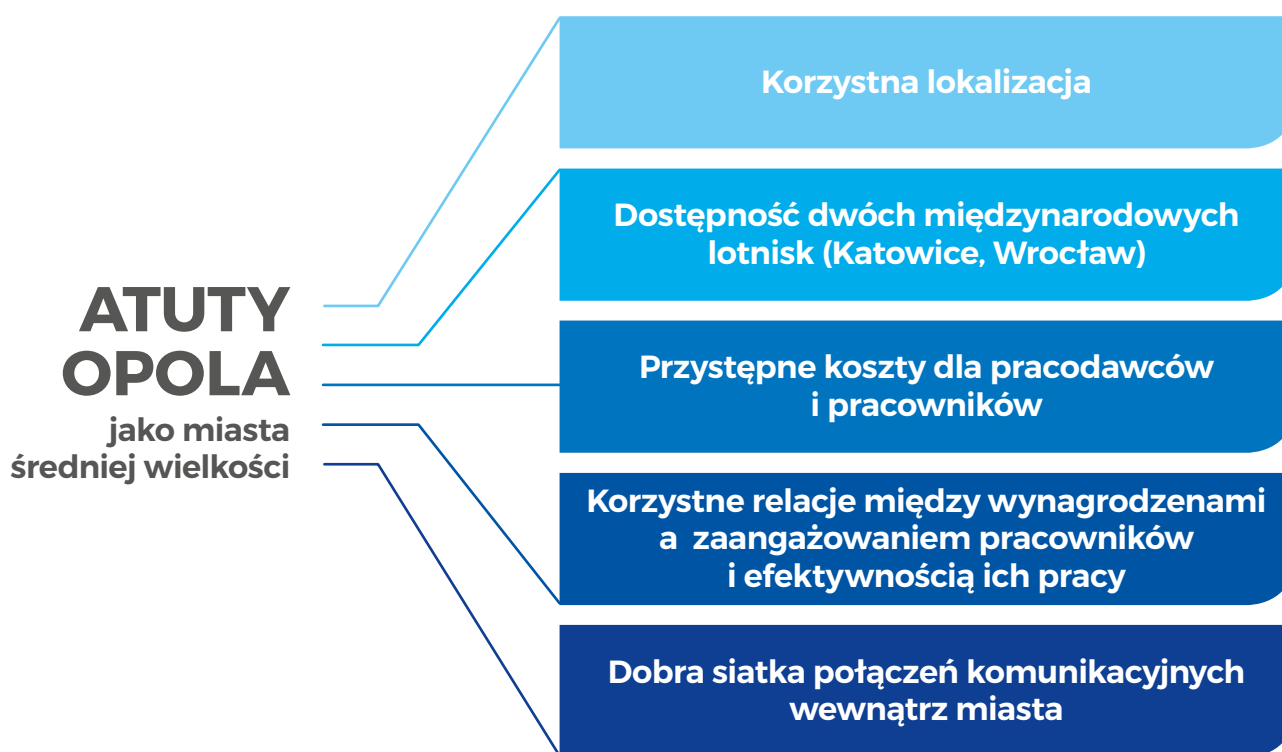 ATUTY
OPOLA
jako miasta
średniej wielkości
Korzystna lokalizacja
Dostępność dwóch międzynarodowych
lotnisk (Katowice, Wrocław)
Przystępne koszty dla pracodawców
i pracowników
Korzystne relacje między wynagrodzenami
a zaangażowaniem pracowników
i efektywnością ich pracy
Dobra siatka połączeń komunikacyjnych
wewnątrz miasta